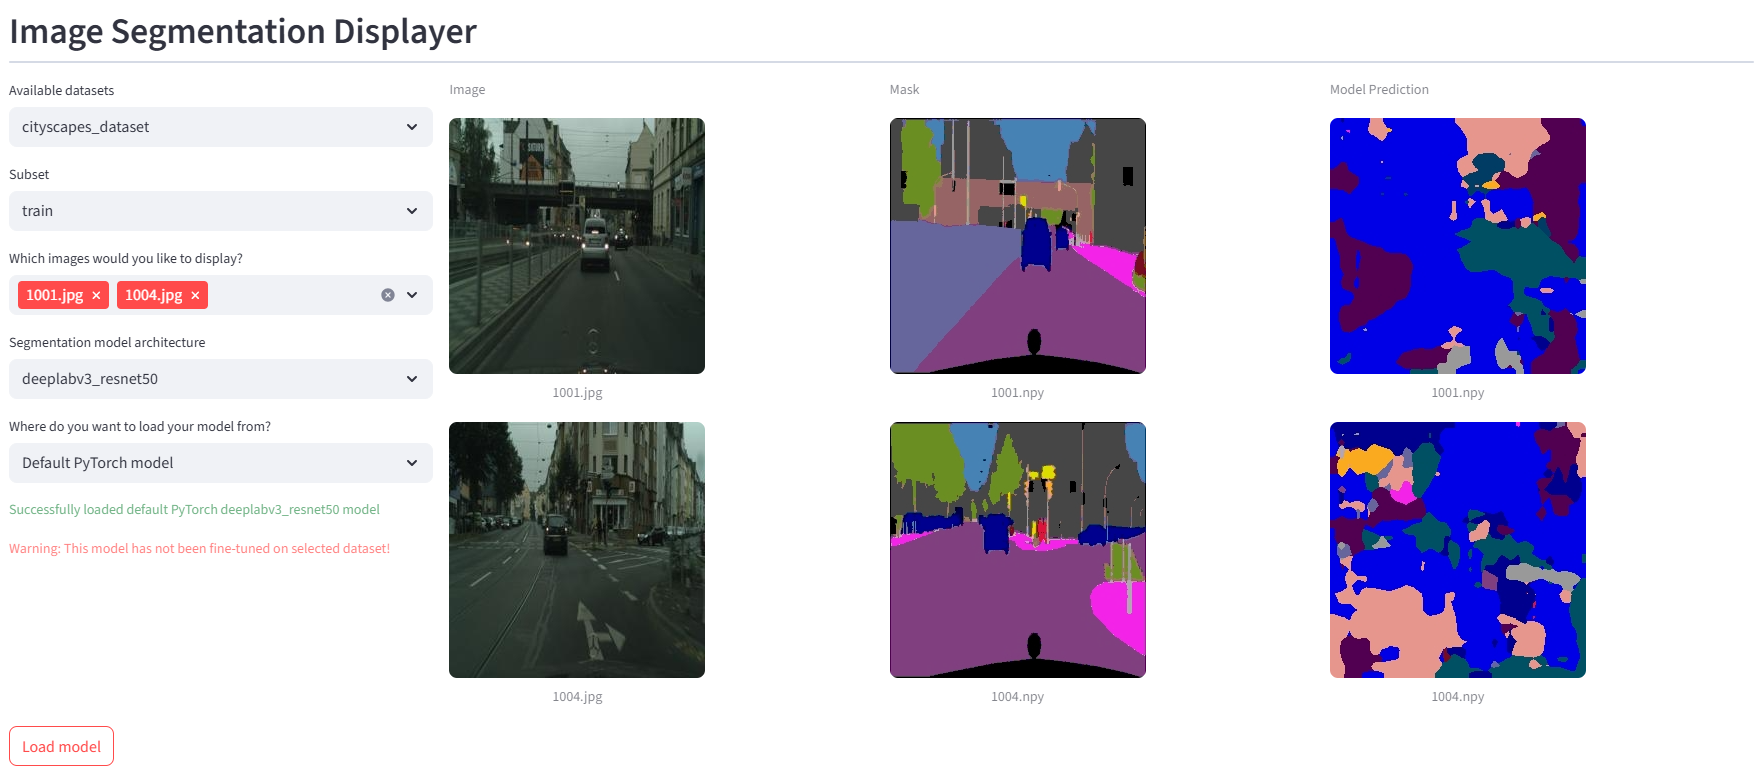 Image Segmentation Displayer
Available datasets
cityscapes_dataset
Subset
train
Which images would you like to display?
1001.jpg
1004.jpg
Segmentation model architecture
deeplabv3_resnet50
Where do you want to load your model from?
Default PyTorch model
Successfully loaded default PyTorch deeplabv3_resnet50 model
Warning: This model has not been fine-tuned on selected dataset!
Load model
Image
Mask
Model Prediction
1001.jpg
1001.npy
1001.npy
1004.jpg
1004.npy
1004.npy